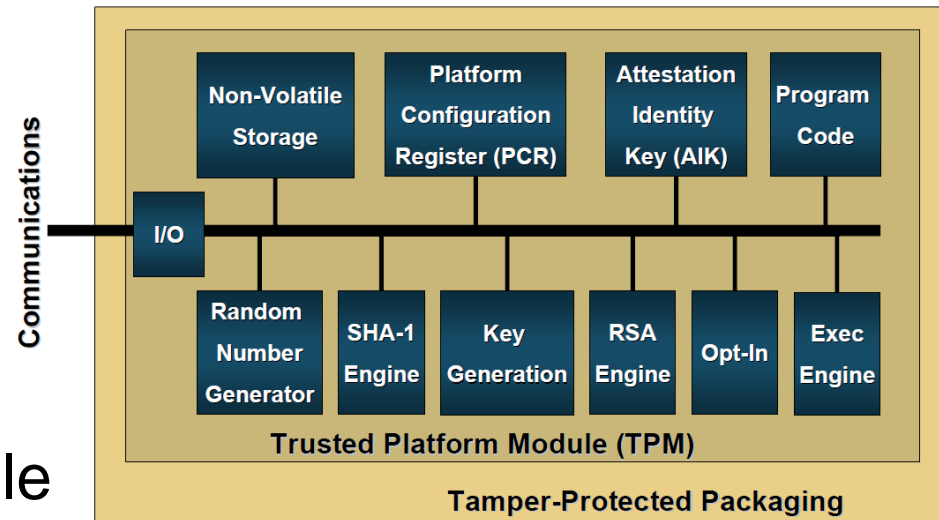 Communications
Non-Volatile
Storage
Platform
Configuration
Register (PCR)
Attestation
Identity
Key (AIK)
Program
Code
I/O
Random
Number
Generator
SHA-1
Engine
Key
Generation
RSA
Engine
Opt-In
Exec
Engine
Trusted Platform Module (TPM)
le
Tamper-Protected Packaging